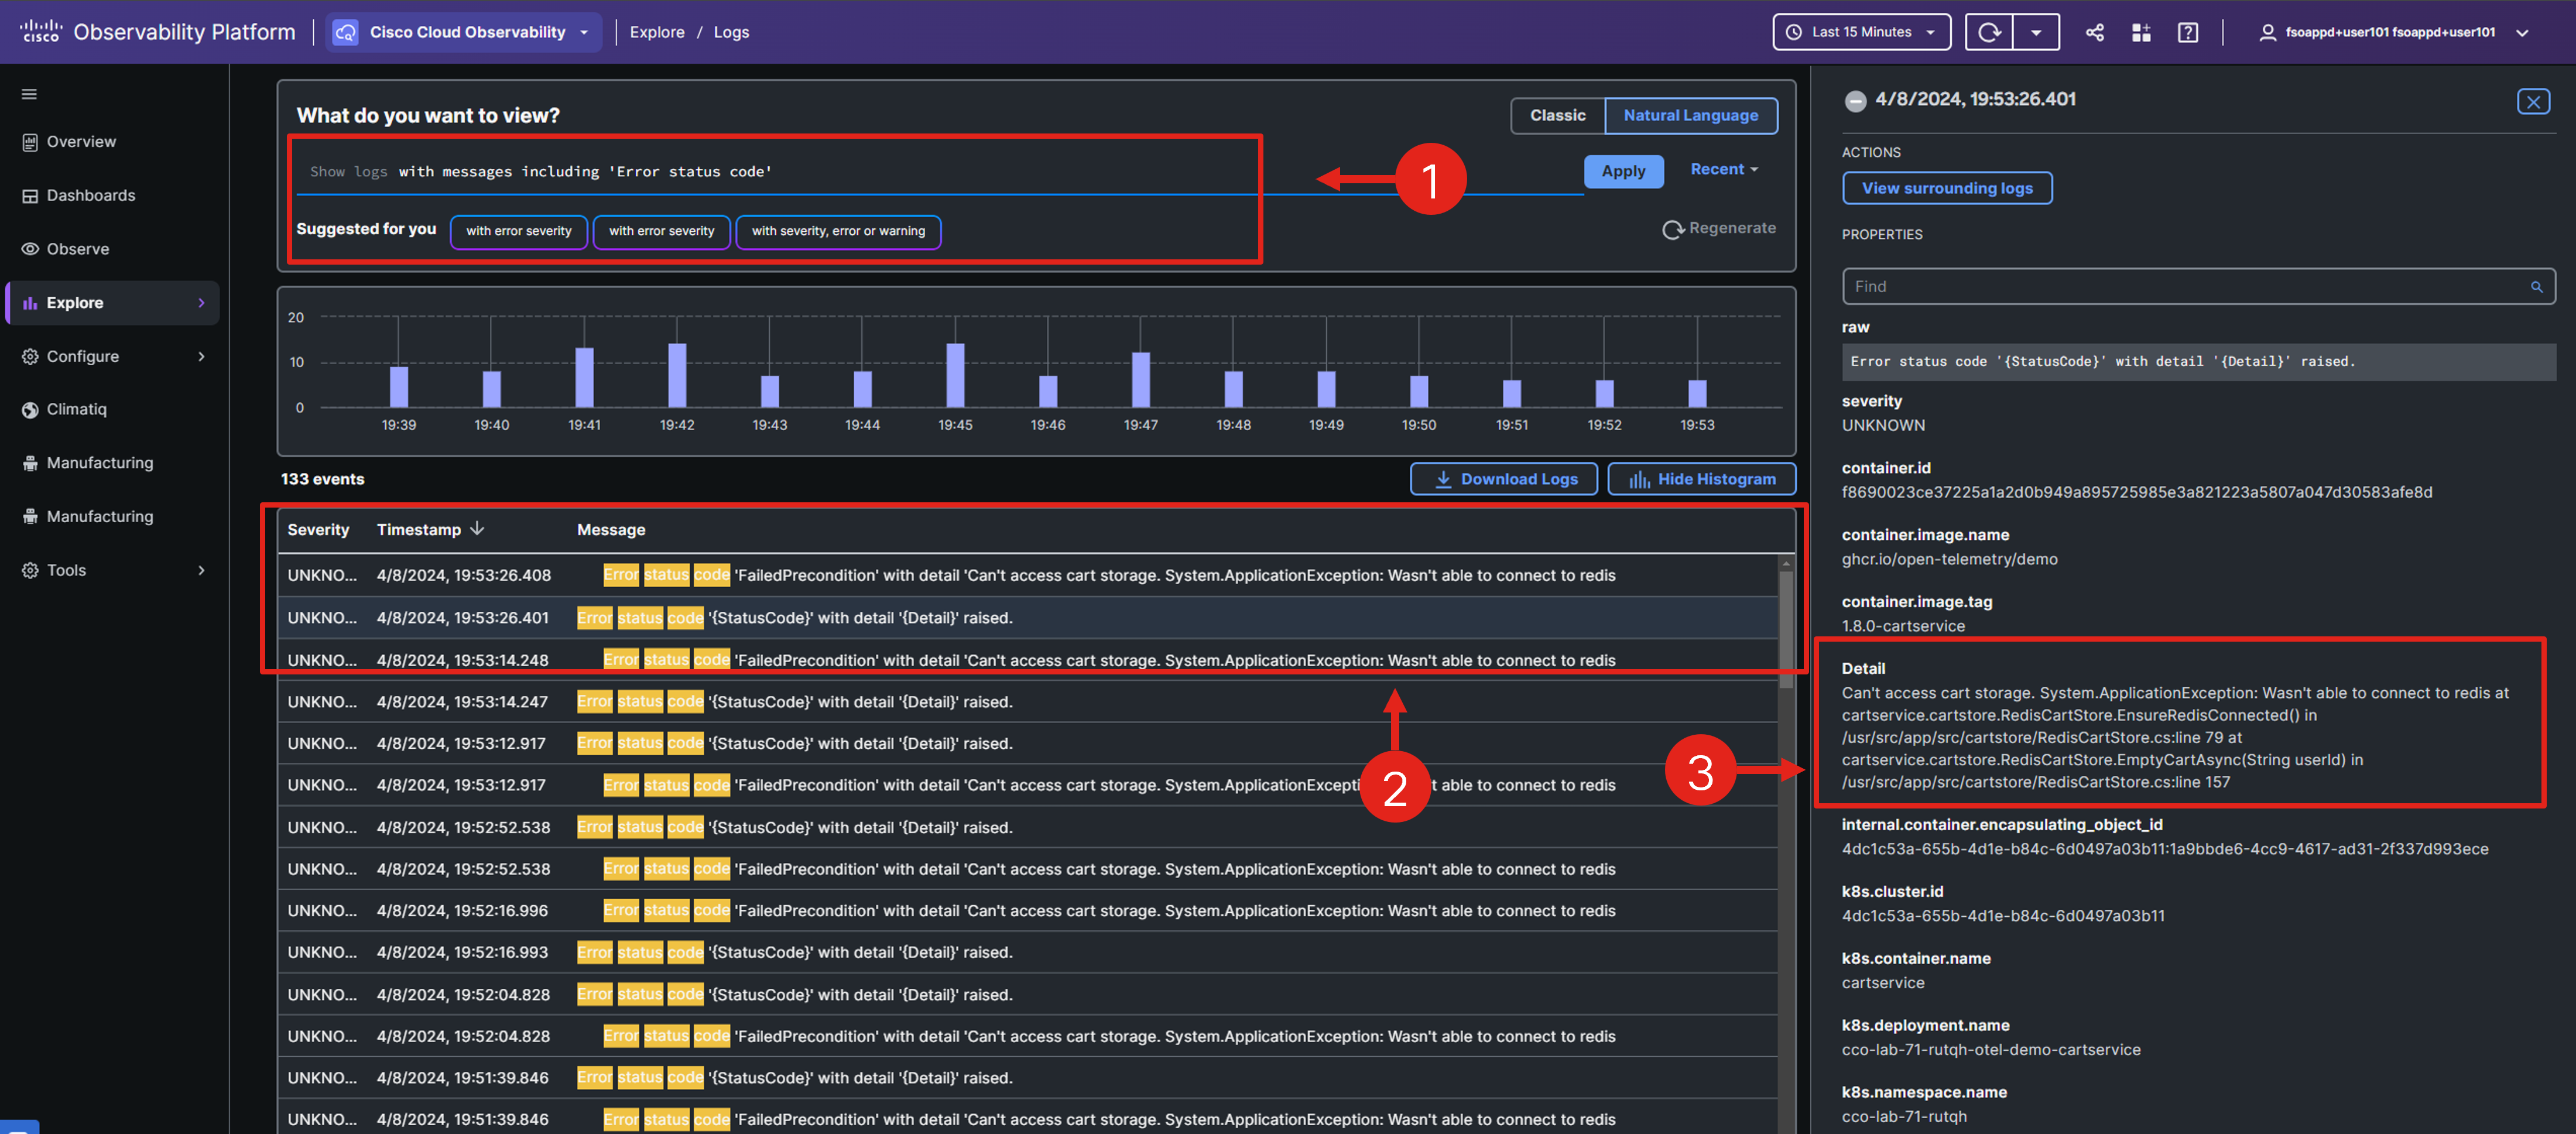 cisco Observability Platform
Cisco Cloud Observability
Explore / Logs
Last 15 Minutes
fsoappd+user101 fsoappd+user101
Overview
Dashboards
Observe
Explore
Configure
Climatiq
Manufacturing
Manufacturing
Tools
What do you want to view?
Classic
Natural Language
Show logs with messages including 'Error status code'
1
Apply
Recent
Suggested for you
with error severity
with error severity
with severity, error or warning
Regenerate
20
10
0
19:39 19:40 19:41 19:42 19:43 19:44 19:45 19:46 19:47 19:48 19:49 19:50 19:51 19:52 19:53
133 events
Download Logs
Hide Histogram
Severity Timestamp Message
UNKNO... 4/8/2024, 19:53:26.408 Error status code 'FailedPrecondition' with detail 'Can't access cart storage. System.ApplicationException: Wasn't able to connect to redis
UNKNO... 4/8/2024, 19:53:26.401 Error status code '{StatusCode}' with detail '{Detail}' raised.
UNKNO... 4/8/2024, 19:53:14.248 Error status code 'FailedPrecondition' with detail 'Can't access cart storage. System.ApplicationException: Wasn't able to connect to redis
UNKNO... 4/8/2024, 19:53:14.247 Error status code '{StatusCode}' with detail '{Detail}' raised.
UNKNO... 4/8/2024, 19:53:12.917 Error status code '{StatusCode}' with detail '{Detail}' raised.
UNKNO... 4/8/2024, 19:53:12.917 Error status code 'FailedPrecondition' with detail 'Can't access cart storage. System.ApplicationExcepti t able to connect to redis
2
UNKNO... 4/8/2024, 19:52:52.538 Error status code '{StatusCode}' with detail '{Detail}' raised.
UNKNO... 4/8/2024, 19:52:52.538 Error status code 'FailedPrecondition' with detail 'Can't access cart storage. System.ApplicationException: Wasn't able to connect to redis
UNKNO... 4/8/2024, 19:52:16.996 Error status code 'FailedPrecondition' with detail 'Can't access cart storage. System.ApplicationException: Wasn't able to connect to redis
UNKNO... 4/8/2024, 19:52:16.993 Error status code '{StatusCode}' with detail '{Detail}' raised.
UNKNO... 4/8/2024, 19:52:04.828 Error status code '{StatusCode}' with detail '{Detail}' raised.
UNKNO... 4/8/2024, 19:52:04.828 Error status code 'FailedPrecondition' with detail 'Can't access cart storage. System.ApplicationException: Wasn't able to connect to redis
UNKNO... 4/8/2024, 19:51:39.846 Error status code '{StatusCode}' with detail '{Detail}' raised.
UNKNO... 4/8/2024, 19:51:39.846 Error status code 'FailedPrecondition' with detail 'Can't access cart storage. System.ApplicationException: Wasn't able to connect to redis
4/8/2024, 19:53:26.401
ACTIONS
View surrounding logs
PROPERTIES
Find
raw
Error status code '{StatusCode}' with detail '{Detail}' raised.
severity
UNKNOWN
container.id
f8690023ce37225a1a2d0b949a895725985e3a821223a5807a047d30583afe8d
container.image.name
ghcr.io/open-telemetry/demo
container.image.tag
1.8.0-cartservice
3
Detail
Can't access cart storage. System.ApplicationException: Wasn't able to connect to redis at
cartservice.cartstore.RedisCartStore.EnsureRedisConnected() in
/usr/src/app/src/cartstore/RedisCartStore.cs:line 79 at
cartservice.cartstore.RedisCartStore.EmptyCartAsync(String userId) in
/usr/src/app/src/cartstore/RedisCartStore.cs:line 157
internal.container.encapsulating_object_id
4dc1c53a-655b-4d1e-b84c-6d0497a03b11:1a9bbde6-4cc9-4617-ad31-2f337d993ece
k8s.cluster.id
4dc1c53a-655b-4d1e-b84c-6d0497a03b11
k8s.container.name
cartservice
k8s.deployment.name
cco-lab-71-rutqh-otel-demo-cartservice
k8s.namespace.name
cco-lab-71-rutqh